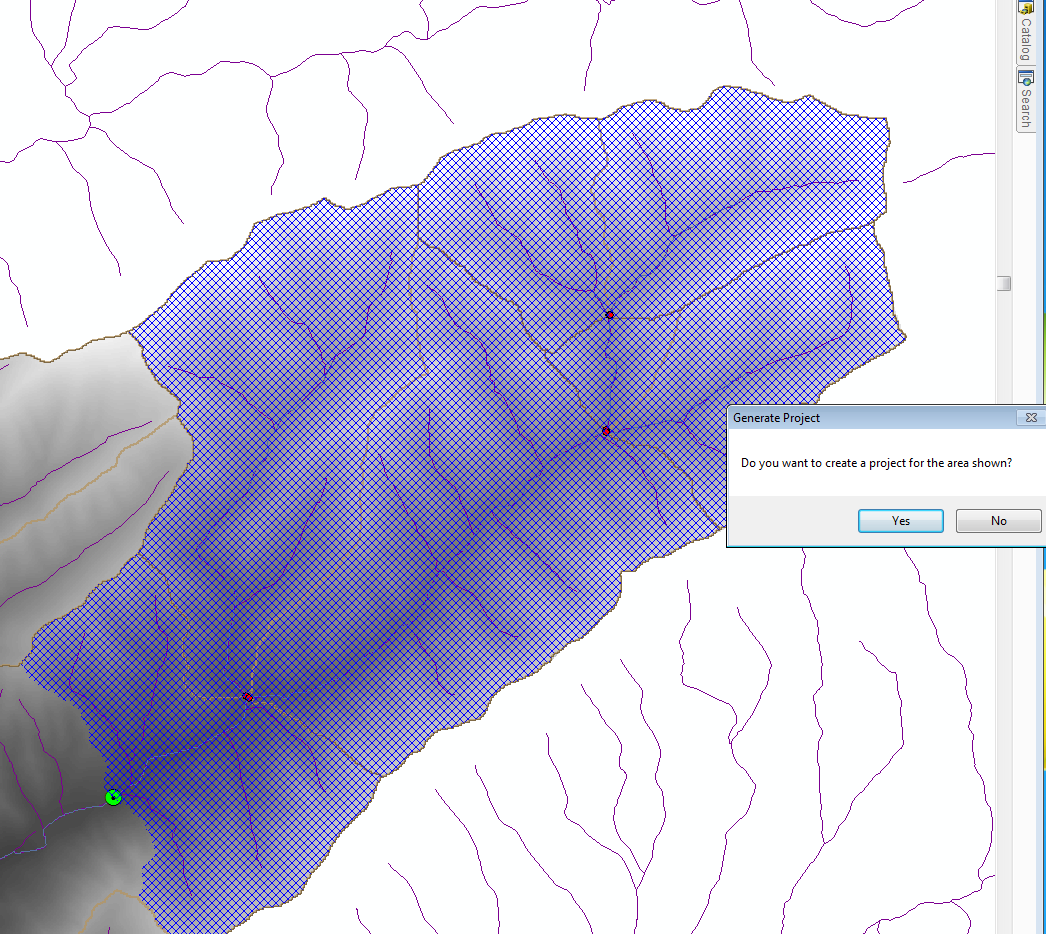 Catalog
Search
Generate Project
Do you want to create a project for the area shown?
Yes
No